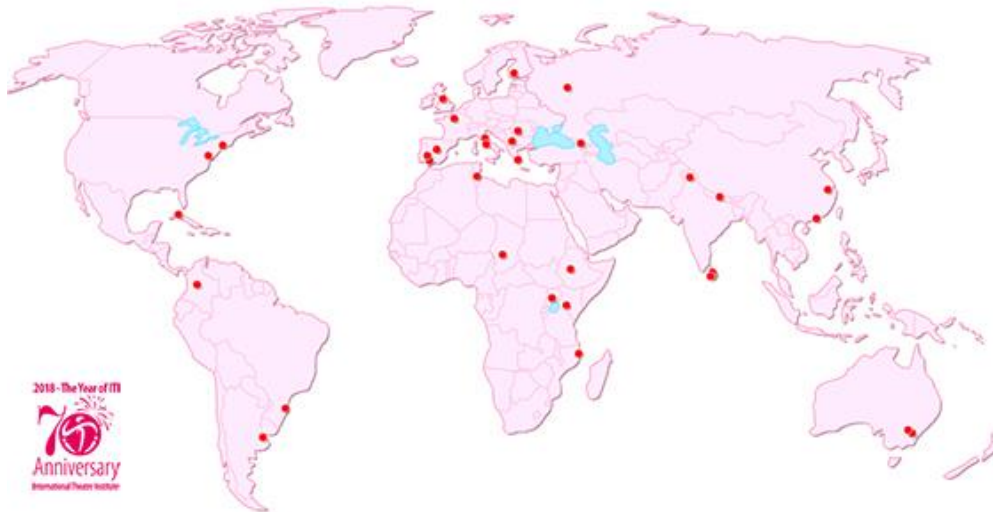 2018 - The Year of ITI
70
Anniversary
International Theatre Institute